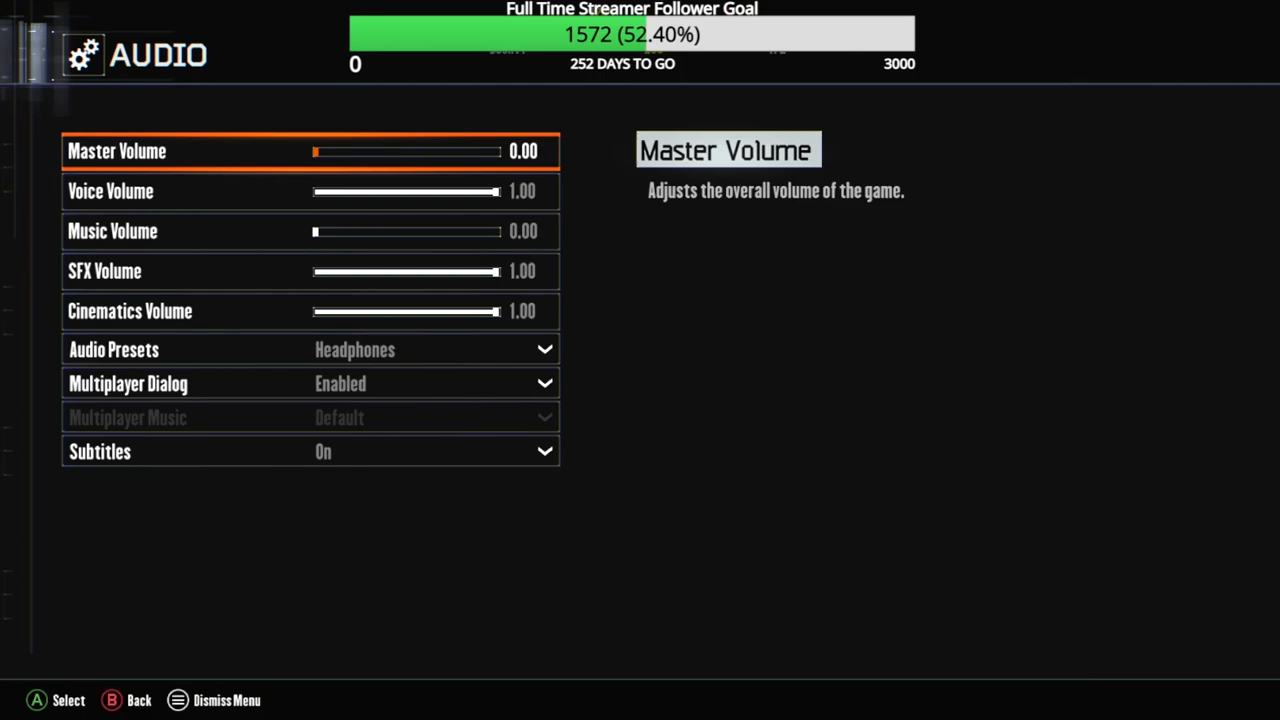 Full Time Streamer Follower Goal
1572 (52.40%)
0 252 DAYS TO GO 3000
AUDIO
Master Volume 0.00
Voice Volume 1.00
Music Volume 0.00
SFX Volume 1.00
Cinematics Volume 1.00
Audio Presets Headphones
Multiplayer Dialog Enabled
Multiplayer Music Default
Subtitles On
Master Volume
Adjusts the overall volume of the game.
A Select B Back Dismiss Menu